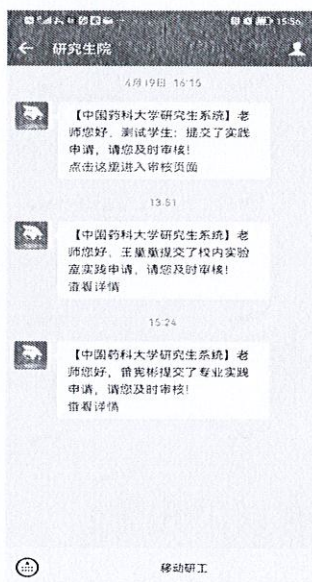 15:56
研究生院
4月19日 16:15
【中国药科大学研究生系统】老
师您好，测试学生：提交了实践
申请，请您及时审核！
点击这里进入审核页面
13:51
【中国药科大学研究生系统】老
师您好，王量量提交了校内实验
室实践申请，请您及时审核！
查看详情
15:24
【中国药科大学研究生系统】老
师您好，曾宪彬提交了专业实践
申请，请您及时审核！
查看详情
移动研工